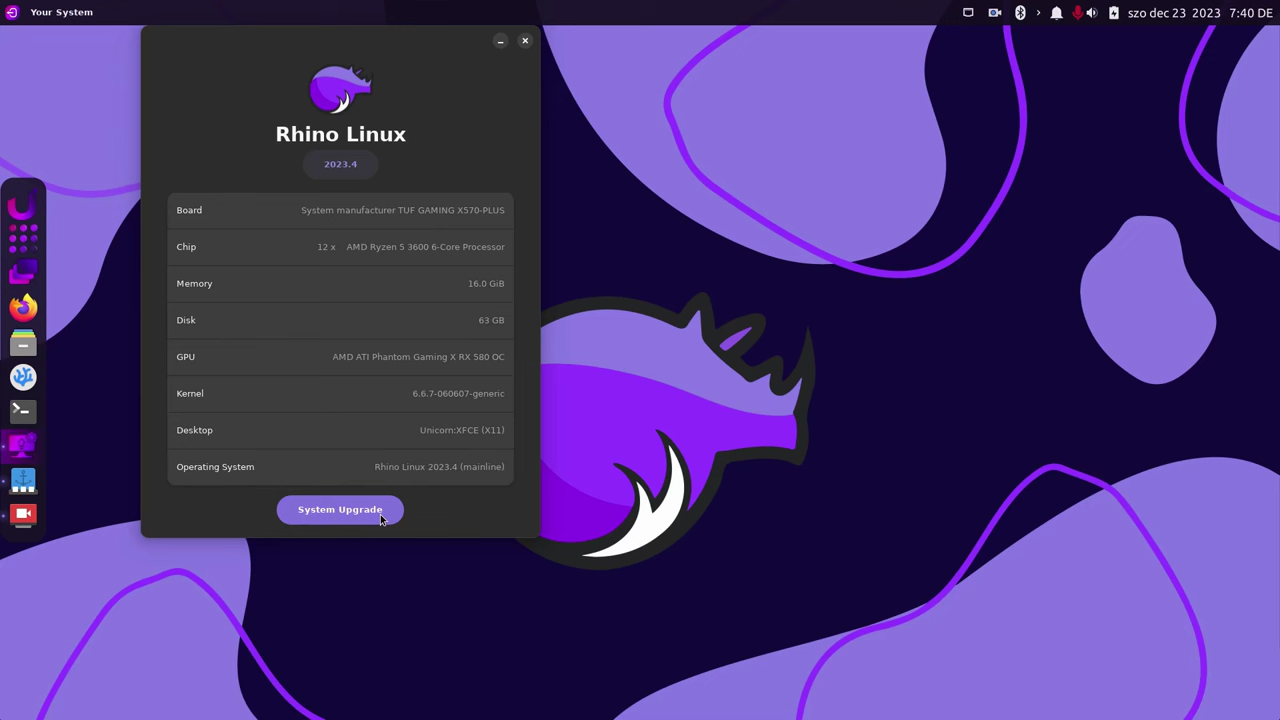 Your System
szo dec 23 2023 7:40 DE
Rhino Linux
2023.4
Board System manufacturer TUF GAMING X570-PLUS
Chip 12 x AMD Ryzen 5 3600 6-Core Processor
Memory 16.0 GiB
Disk 63 GB
GPU AMD ATI Phantom Gaming X RX 580 OC
Kernel 6.6.7-060607-generic
Desktop Unicorn:XFCE (X11)
Operating System Rhino Linux 2023.4 (mainline)
System Upgrade